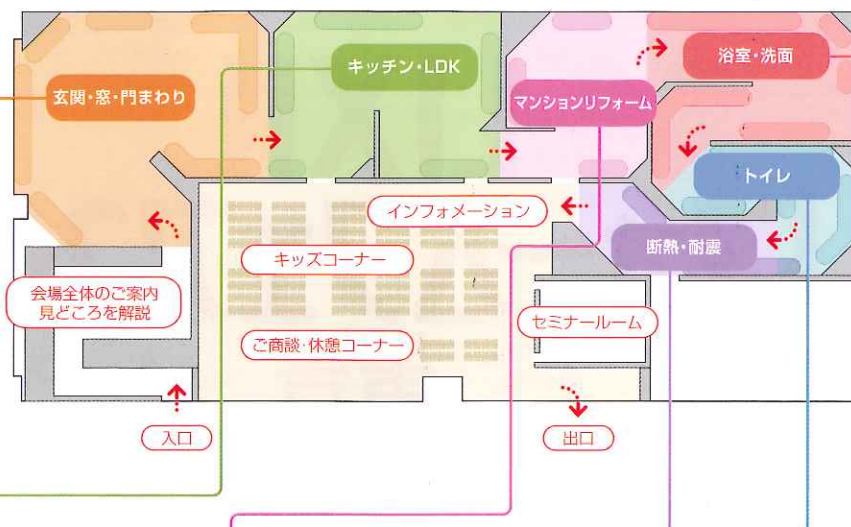 玄関・窓・門まわり
キッチン・LDK
マンションリフォーム
浴室・洗面
トイレ
断熱・耐震
インフォメーション
キッズコーナー
会場全体のご案内
見どころを解説
ご商談・休憩コーナー
セミナールーム
入口
出口